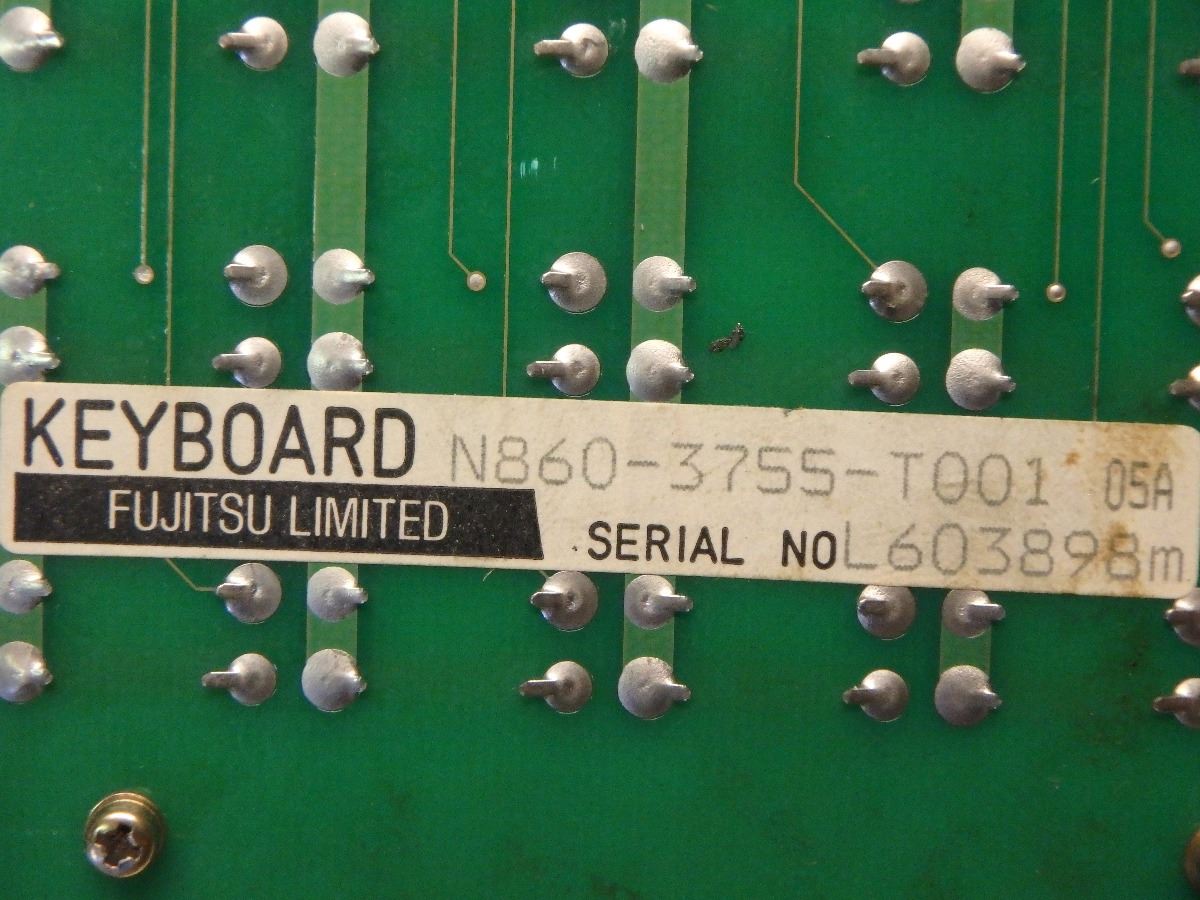 KEYBOARD N860-3755-T001 05A
FUJITSU LIMITED
SERIAL NO L603898m